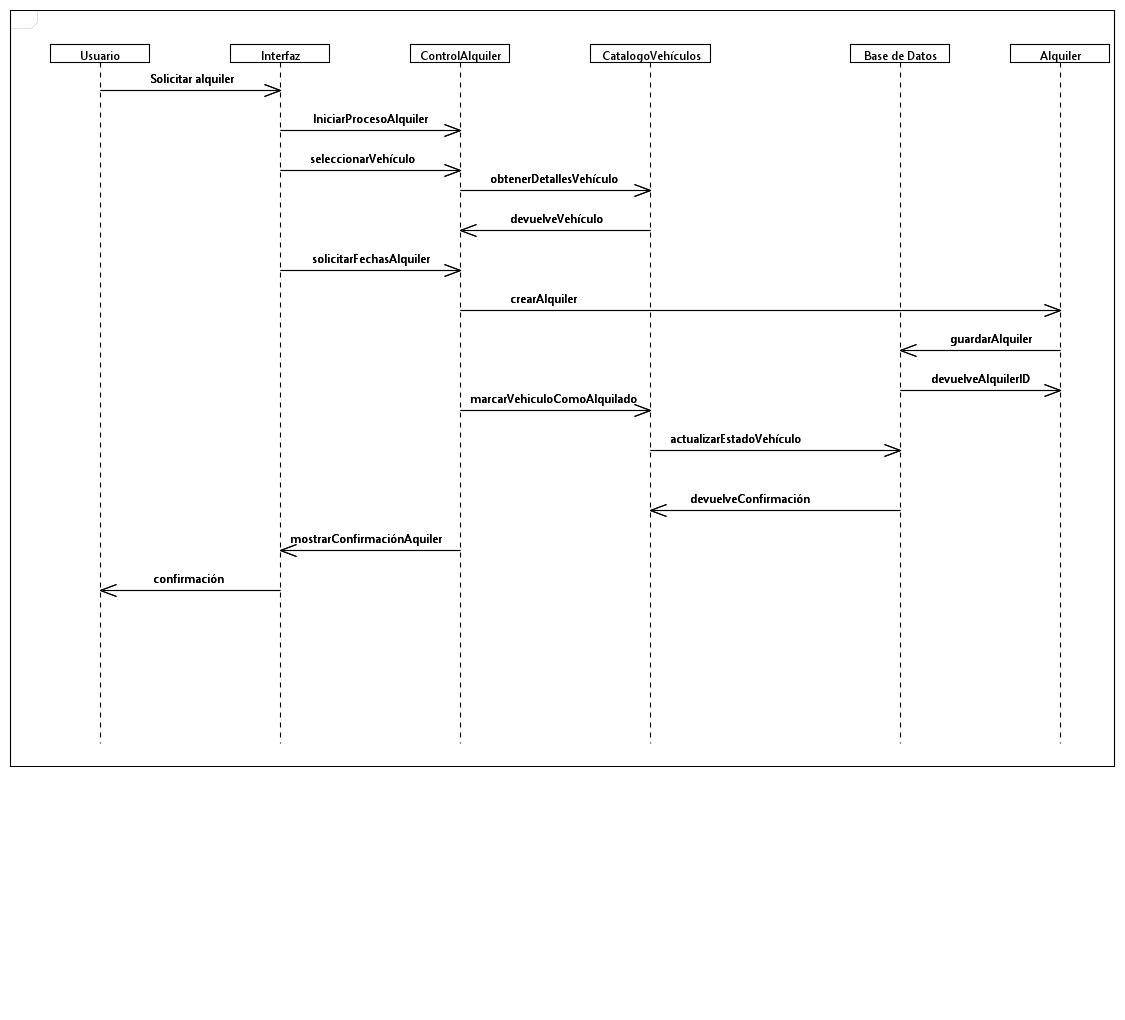 Usuario
Interfaz
ControlAlquiler
CatalogoVehículos
Base de Datos
Alquiler
Solicitar alquiler
IniciarProcesoAlquiler
seleccionarVehículo
obtenerDetallesVehículo
devuelveVehículo
solicitarFechasAlquiler
crearAlquiler
guardarAlquiler
devuelveAlquilerID
marcarVehiculoComoAlquilado
actualizarEstadoVehículo
devuelveConfirmación
mostrarConfirmaciónAquiler
confirmación